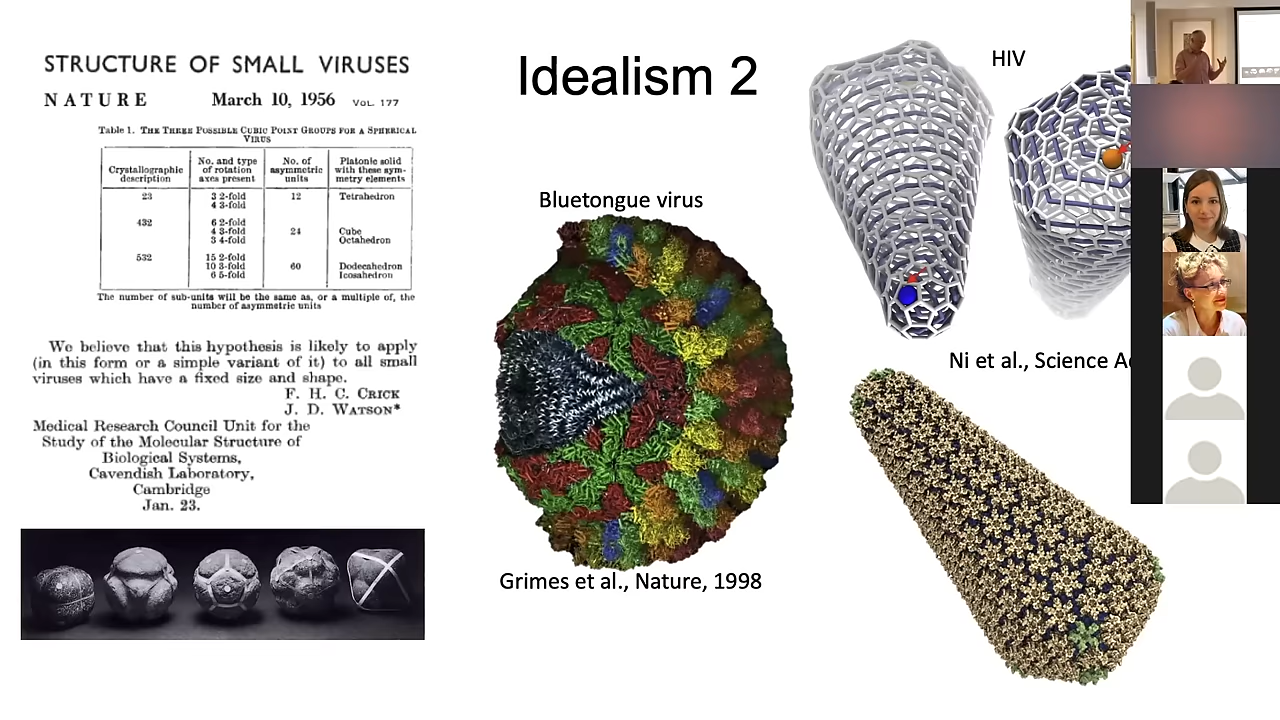 STRUCTURE OF SMALL VIRUSES
NATURE March 10, 1956 VOL. 177
Table 1. THE THREE POSSIBLE CUBIC POINT GROUPS FOR A SPHERICAL
VIRUS
Crystallographic description | No. and type of rotation axes present | No. of asymmetric units | Platonic solid with these symmetry elements
23 | 3 2-fold | 12 | Tetrahedron
4 3-fold
432 | 6 2-fold | 24 | Cube
4 3-fold | Octahedron
3 4-fold
532 | 15 2-fold | 60 | Dodecahedron
10 3-fold | Icosahedron
6 5-fold
The number of sub-units will be the same as, or a multiple of, the
number of asymmetric units
We believe that this hypothesis is likely to apply
(in this form or a simple variant of it) to all small
viruses which have a fixed size and shape.
F. H. C. CRICK
J. D. WATSON*
Medical Research Council Unit for the
Study of the Molecular Structure of
Biological Systems,
Cavendish Laboratory,
Cambridge
Jan. 23.
Idealism 2
Bluetongue virus
Grimes et al., Nature, 1998
HIV
Ni et al., Science A